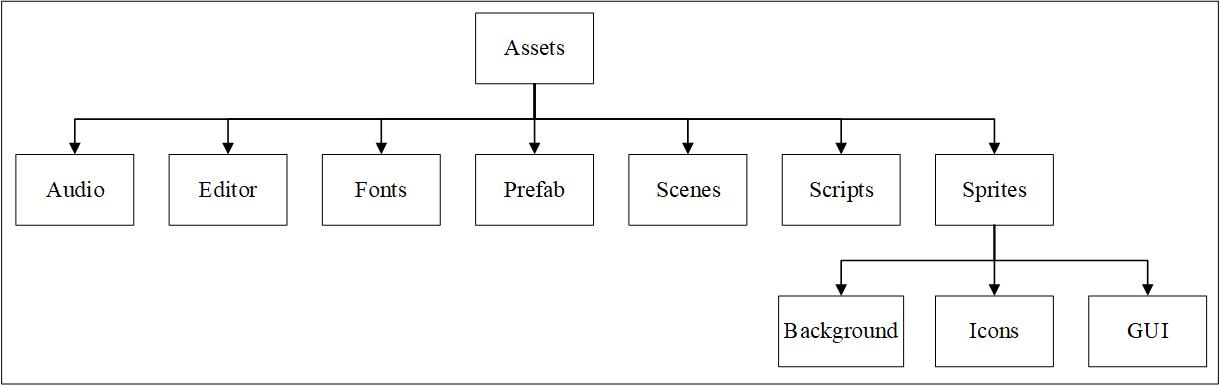 Assets
Audio
Editor
Fonts
Prefab
Scenes
Scripts
Sprites
Background
Icons
GUI